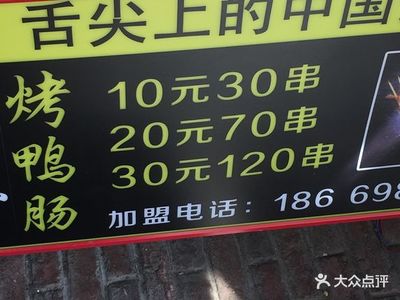 舌尖上的中国
烤鸭肠
10元30串
20元70串
30元120串
加盟电话：186 698
大众点评